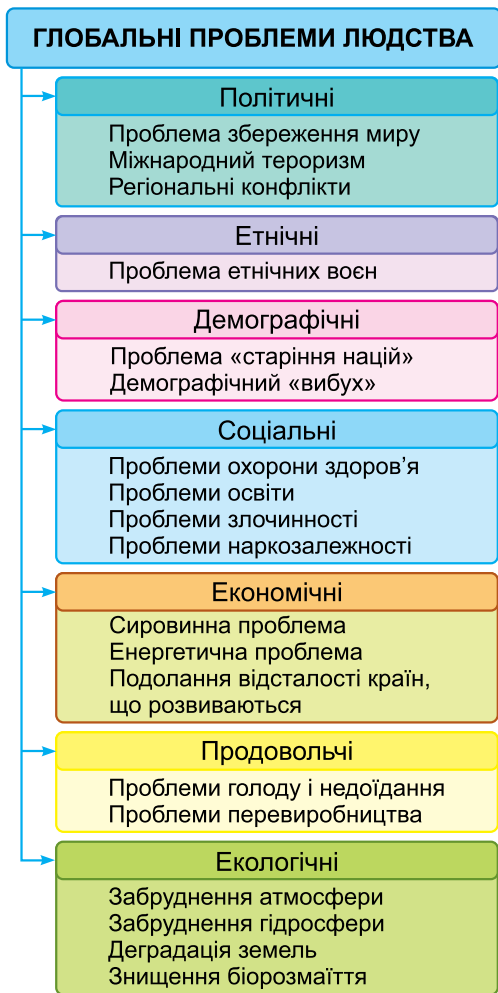 ГЛОБАЛЬНІ ПРОБЛЕМИ ЛЮДСТВА
Політичні
Проблема збереження миру
Міжнародний тероризм
Регіональні конфлікти
Етнічні
Проблема етнічних воєн
Демографічні
Проблема «старіння націй»
Демографічний «вибух»
Соціальні
Проблеми охорони здоров’я
Проблеми освіти
Проблеми злочинності
Проблеми наркозалежності
Економічні
Сировинна проблема
Енергетична проблема
Подолання відсталості країн,
що розвиваються
Продовольчі
Проблеми голоду і недоїдання
Проблеми перевиробництва
Екологічні
Забруднення атмосфери
Забруднення гідросфери
Деградація земель
Знищення біорозмаїття